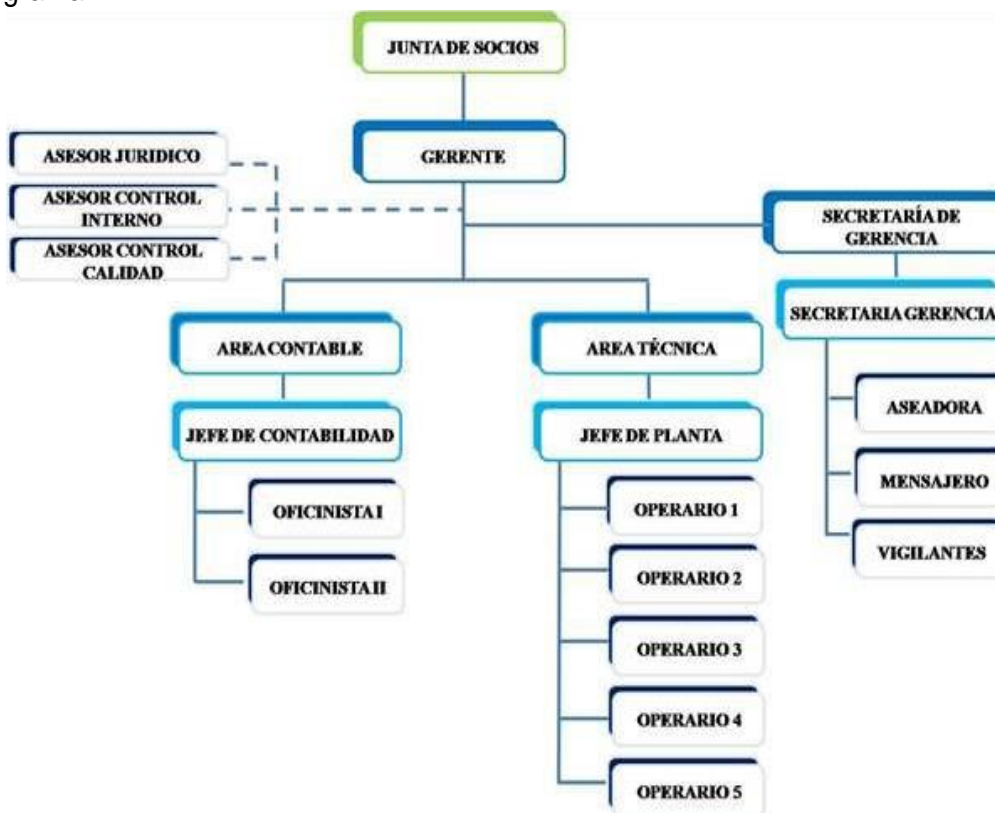 JUNTA DE SOCIOS
GERENTE
ASESOR JURIDICO
ASESOR CONTROL
INTERNO
ASESOR CONTROL
CALIDAD
SECRETARÍA DE
GERENCIA
SECRETARIA GERENCIA
ASEADORA
MENSAJERO
VIGILANTES
AREA CONTABLE
JEFE DE CONTABILIDAD
OFICINISTA I
OFICINISTA II
AREA TÉCNICA
JEFE DE PLANTA
OPERARIO 1
OPERARIO 2
OPERARIO 3
OPERARIO 4
OPERARIO 5